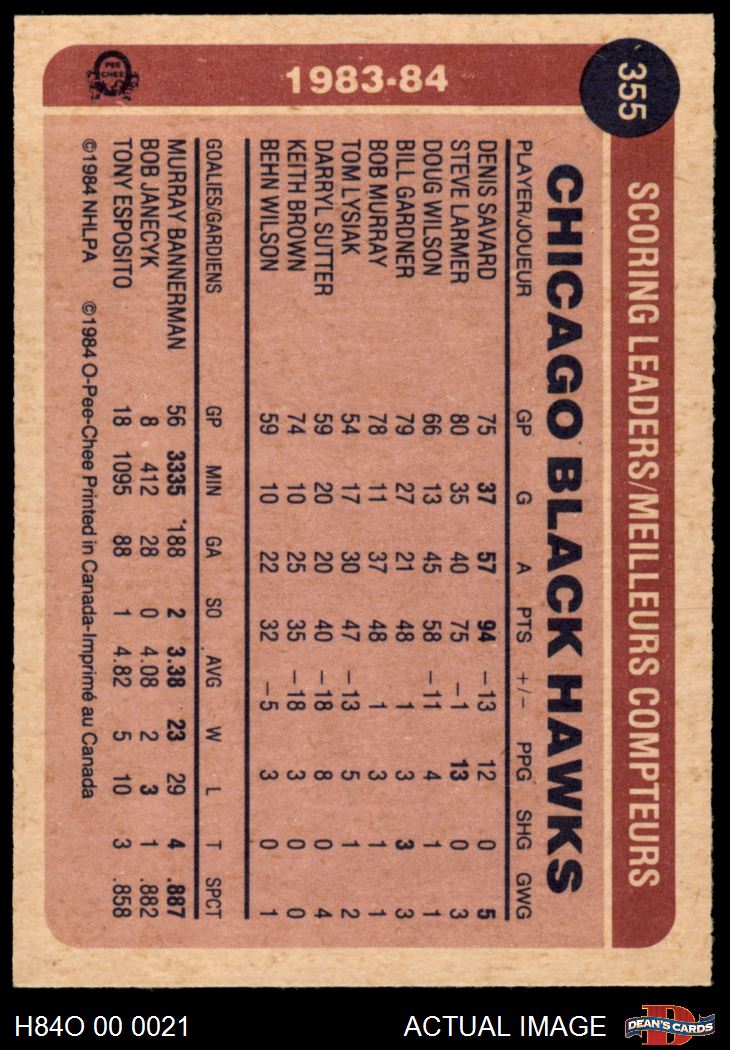 355
SCORING LEADERS/MEILLEURS COMPTEURS
1983-84
PEE
CHEE
CHICAGO BLACK HAWKS
PLAYER/JOUEUR GP G A PTS +/- PPG SHG GWG
DENIS SAVARD 75 37 57 94 -13 12 0 5
STEVE LARMER 80 35 40 75 -1 13 0 3
DOUG WILSON 66 13 45 58 -11 4 1 1
BILL GARDNER 79 27 21 48 1 3 3 3
BOB MURRAY 78 11 37 48 1 3 1 1
TOM LYSIAK 54 17 30 47 -13 5 1 2
DARRYL SUTTER 59 20 20 40 -18 8 0 4
KEITH BROWN 74 10 25 35 -18 3 0 0
BEHN WILSON 59 10 22 32 -5 3 0 1
GOALIES/GARDIENS GP MIN GA SO AVG W L T SPCT
MURRAY BANNERMAN 56 3335 *188 2 3.38 23 29 4 .887
BOB JANECYK 8 412 28 0 4.08 2 3 1 .882
TONY ESPOSITO 18 1095 88 1 4.82 5 10 3 .858
©1984 NHLPA ©1984 O-Pee-Chee Printed in Canada-Imprimé au Canada
H84O 00 0021 ACTUAL IMAGE
D
DEAN'S CARDS